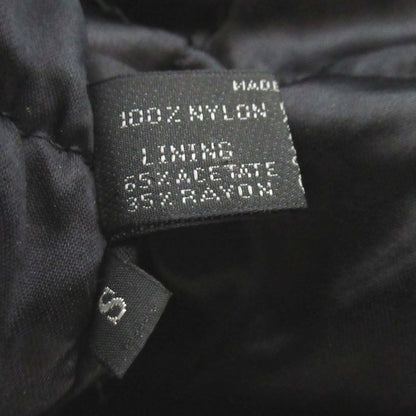 MADE
100% NYLON
LINING
65% ACETATE
35% RAYON
S